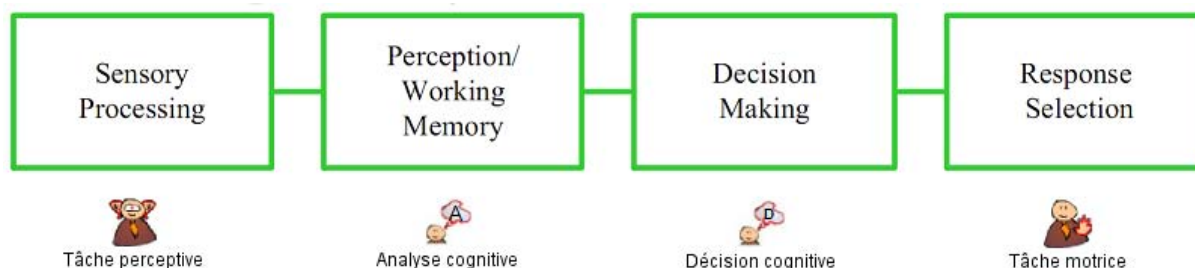 Sensory
Processing
Perception/
Working
Memory
Decision
Making
Response
Selection
A
D
Tâche perceptive
Analyse cognitive
Décision cognitive
Tâche motrice